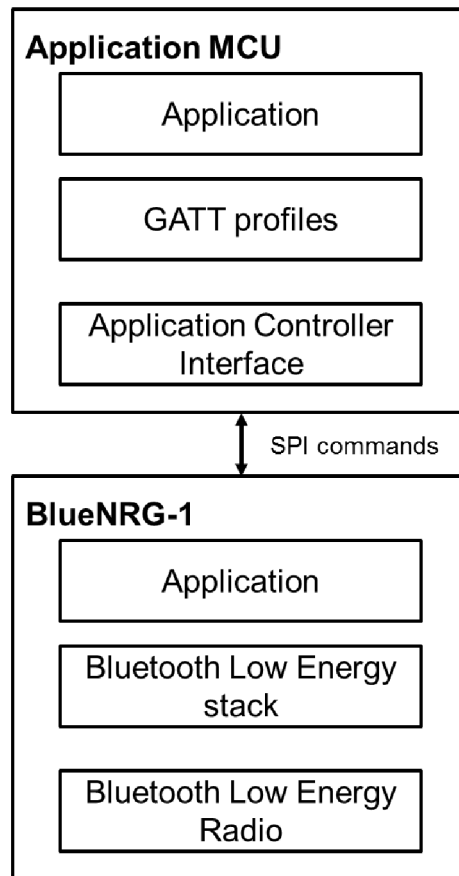 Application MCU
Application
GATT profiles
Application Controller
Interface
SPI commands
BlueNRG-1
Application
Bluetooth Low Energy
stack
Bluetooth Low Energy
Radio